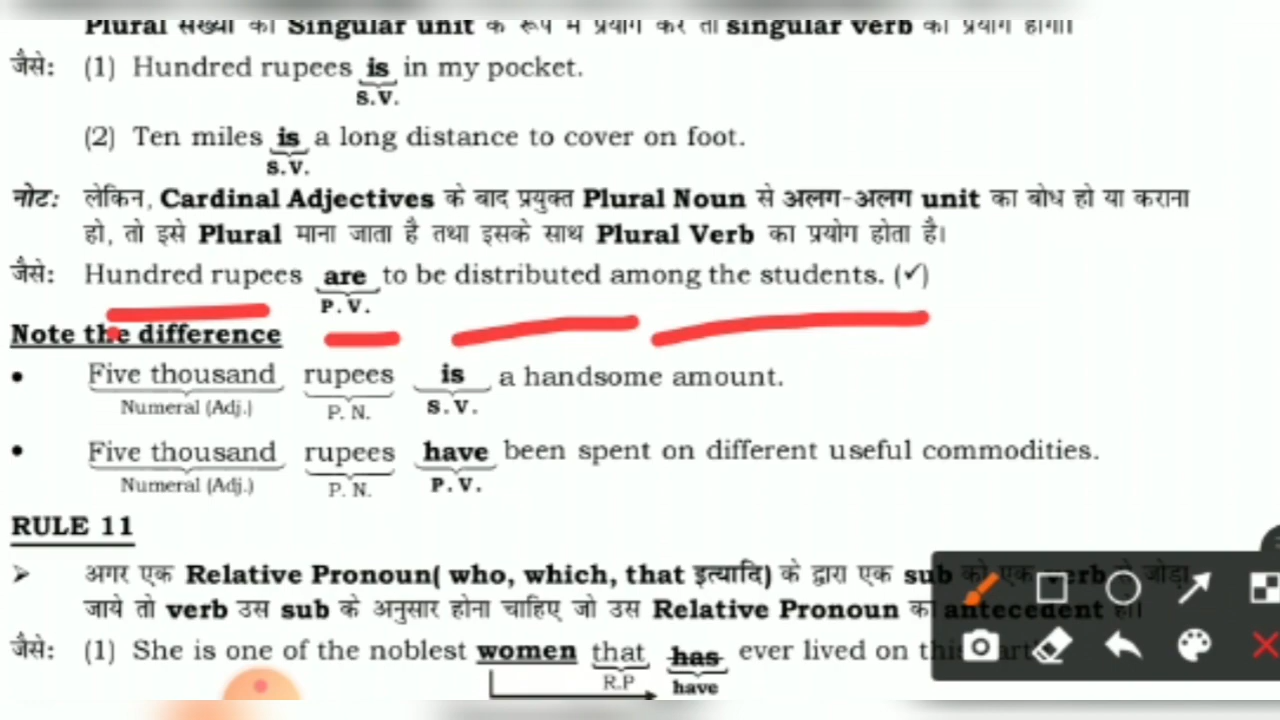 Plural संख्या को Singular unit के रूप में प्रयोग करें तो singular verb का प्रयोग होगा।
जैसे: (1) Hundred rupees is in my pocket.
S.V.
(2) Ten miles is a long distance to cover on foot.
S.V.
नोट: लेकिन, Cardinal Adjectives के बाद प्रयुक्त Plural Noun से अलग-अलग unit का बोध हो या कराना
हो, तो इसे Plural माना जाता है तथा इसके साथ Plural Verb का प्रयोग होता है।
जैसे: Hundred rupees are to be distributed among the students. (✓)
P.V.
Note the difference
• Five thousand rupees is a handsome amount.
Numeral (Adj.) P. N. S.V.
• Five thousand rupees have been spent on different useful commodities.
Numeral (Adj.) P. N. P.V.
RULE 11
➢ अगर एक Relative Pronoun( who, which, that इत्यादि) के द्वारा एक sub को एक verb से जोड़ा
जाये तो verb उस sub के अनुसार होना चाहिए जो उस Relative Pronoun का antecedent हो।
जैसे: (1) She is one of the noblest women that has ever lived on this
R.P have